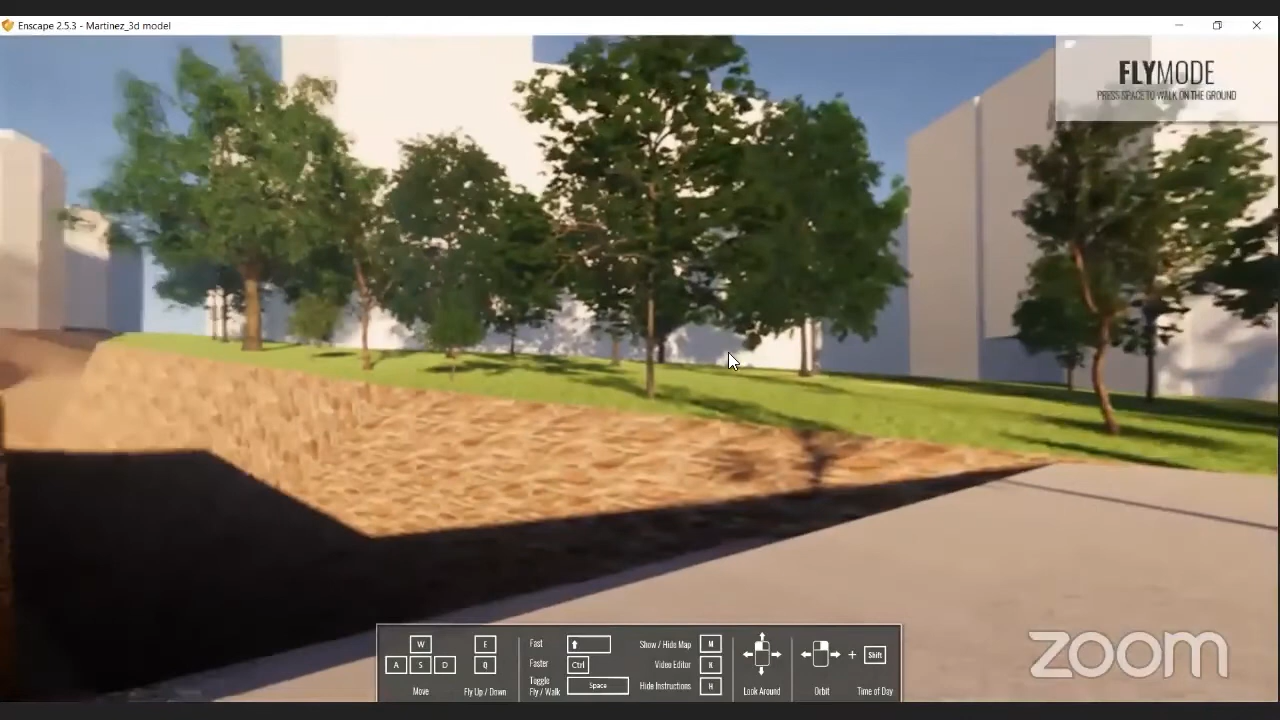 Enscape 2.5.3 - Martinez_3d model
FLYMODE
PRESS SPACE TO WALK ON THE GROUND
W
A S D
Move
E
Q
Fly Up / Down
Fast
Faster
Ctrl
Toggle
Fly / Walk
Space
Show / Hide Map
M
Video Editor
K
Hide Instructions
H
Look Around
Orbit
+
Shift
Time of Day
zoom